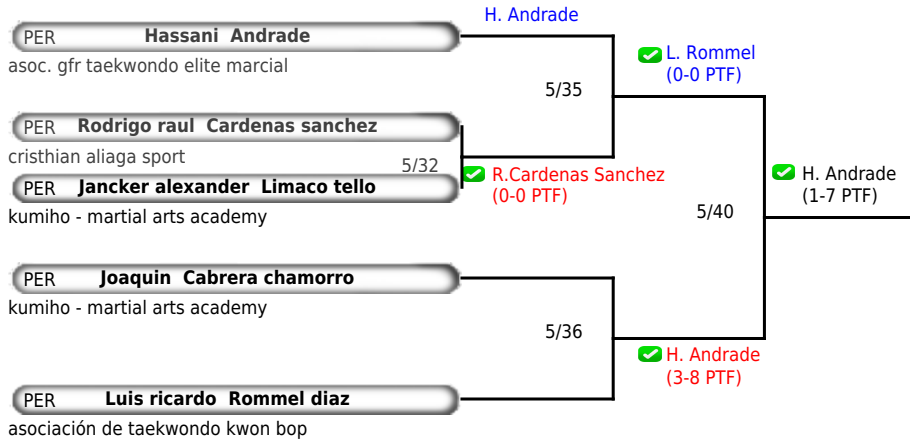 H. Andrade
PER Hassani Andrade
asoc. gfr taekwondo elite marcial
L. Rommel
(0-0 PTF)
5/35
PER Rodrigo raul Cardenas sanchez
cristhian aliaga sport
5/32
R.Cardenas Sanchez
(0-0 PTF)
PER Jancker alexander Limaco tello
kumiho - martial arts academy
H. Andrade
(1-7 PTF)
5/40
PER Joaquin Cabrera chamorro
kumiho - martial arts academy
5/36
H. Andrade
(3-8 PTF)
PER Luis ricardo Rommel diaz
asociación de taekwondo kwon bop